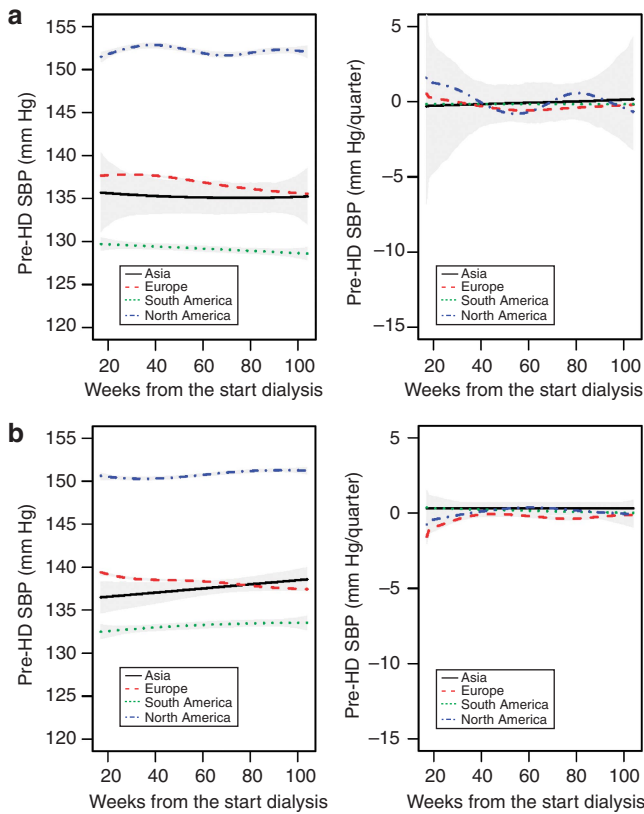 a
155
150
145
140
135
130
125
120
Pre-HD SBP (mm Hg)
Asia
Europe
South America
North America
20 40 60 80 100
Weeks from the start dialysis
5
0
−5
−10
−15
Pre-HD SBP (mm Hg/quarter)
Asia
Europe
South America
North America
20 40 60 80 100
Weeks from the start dialysis
b
155
150
145
140
135
130
125
120
Pre-HD SBP (mm Hg)
Asia
Europe
South America
North America
20 40 60 80 100
Weeks from the start dialysis
5
0
−5
−10
−15
Pre-HD SBP (mm Hg/quarter)
Asia
Europe
South America
North America
20 40 60 80 100
Weeks from the start dialysis